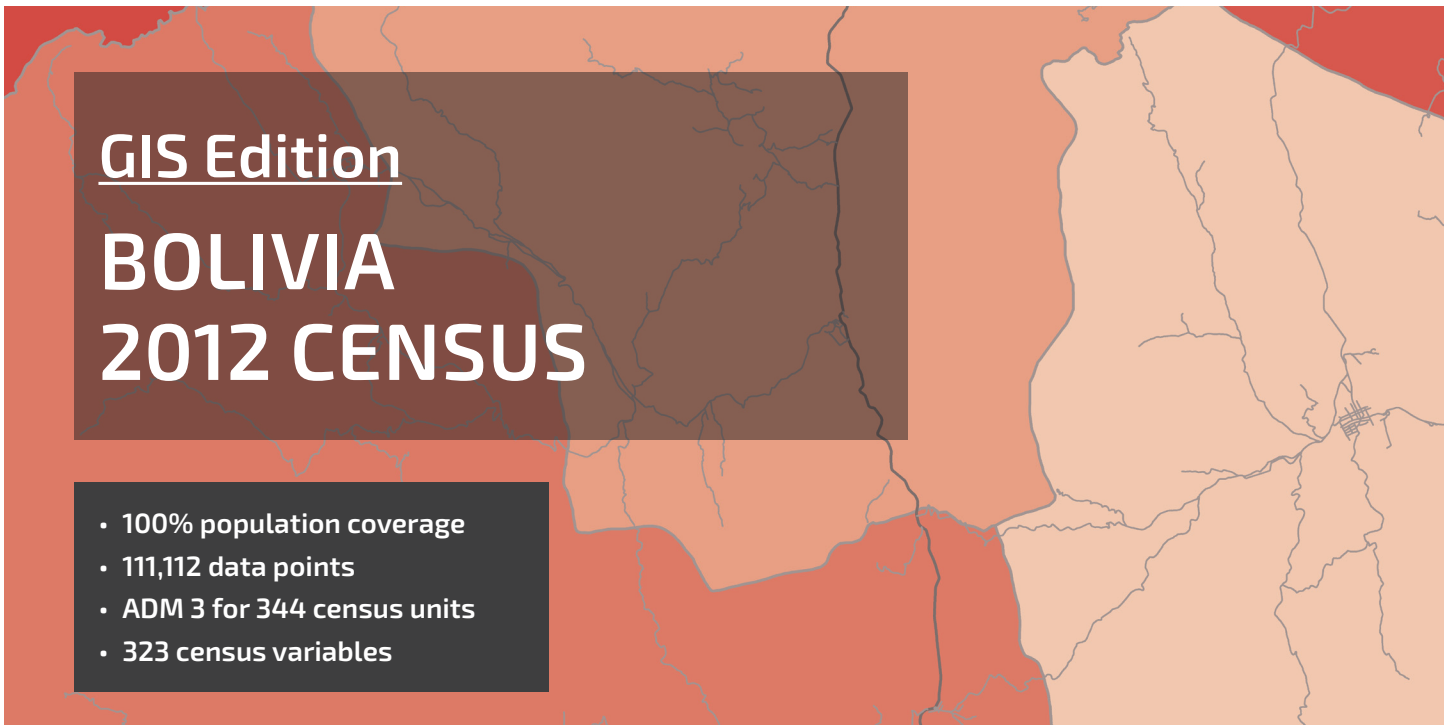 GIS Edition
BOLIVIA
2012 CENSUS
• 100% population coverage
• 111,112 data points
• ADM 3 for 344 census units
• 323 census variables